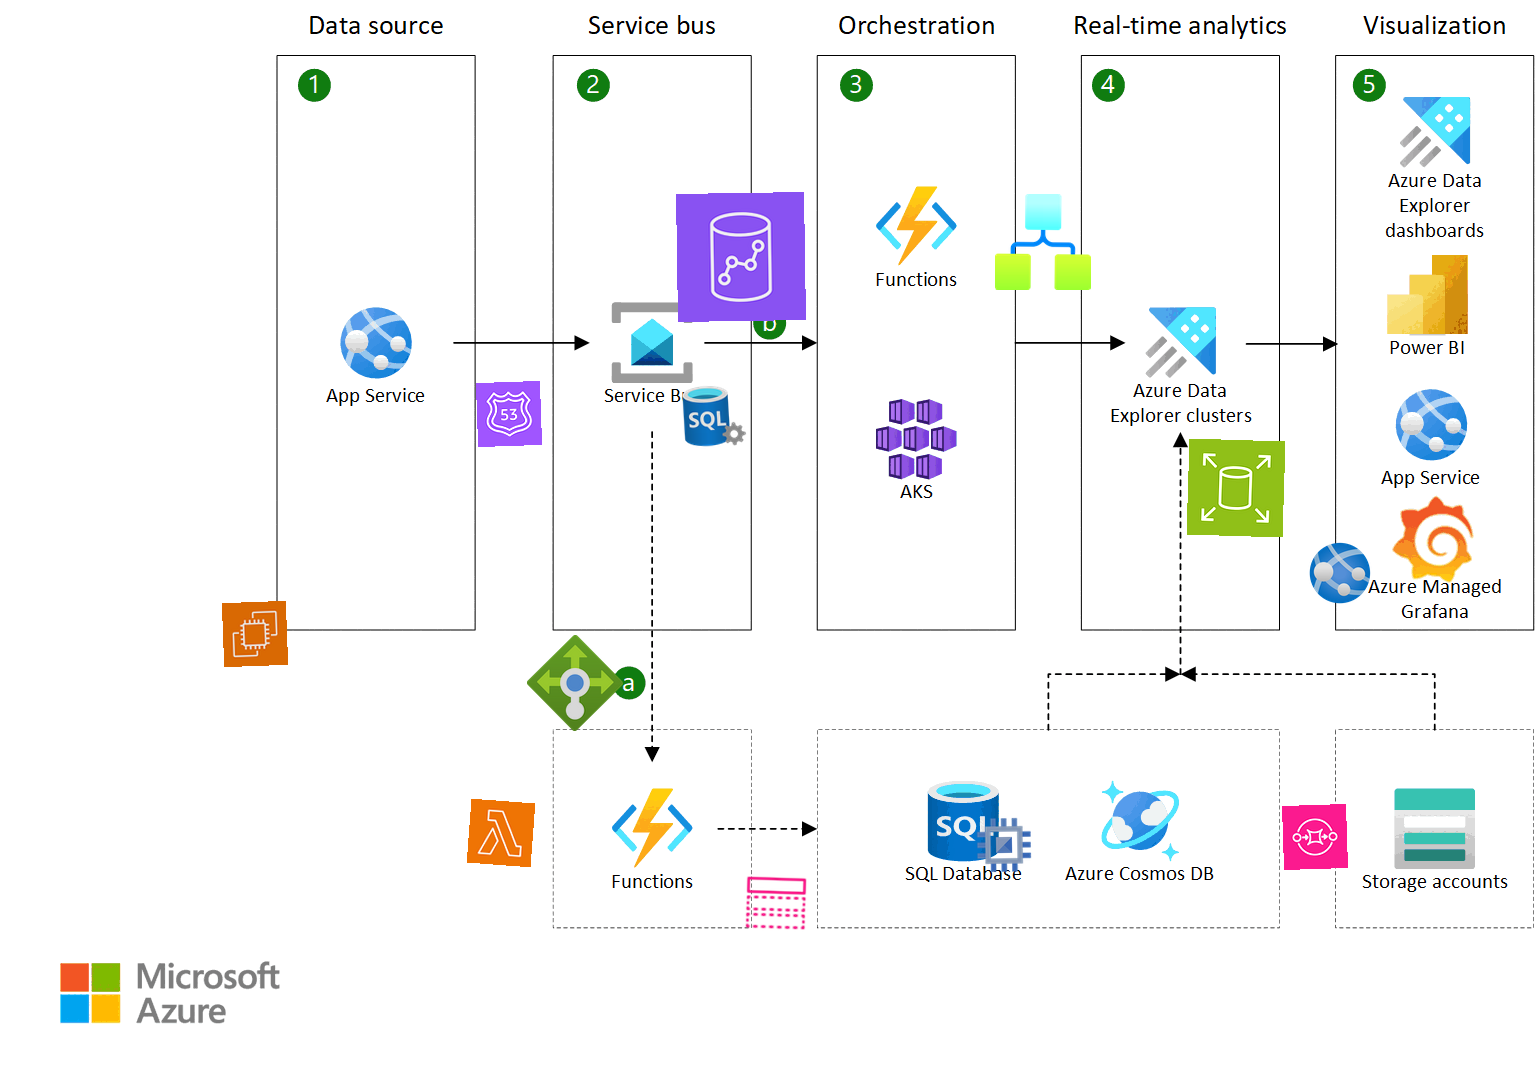 Data source
Service bus
Orchestration
Real-time analytics
Visualization
1
2
3
4
5
Azure Data
Explorer
dashboards
Functions
b
Power BI
App Service
Service
53
SQL
Azure Data
Explorer clusters
App Service
AKS
Azure Managed
Grafana
a
SQL
Functions
SQL Database
Azure Cosmos DB
Storage accounts
Microsoft
Azure